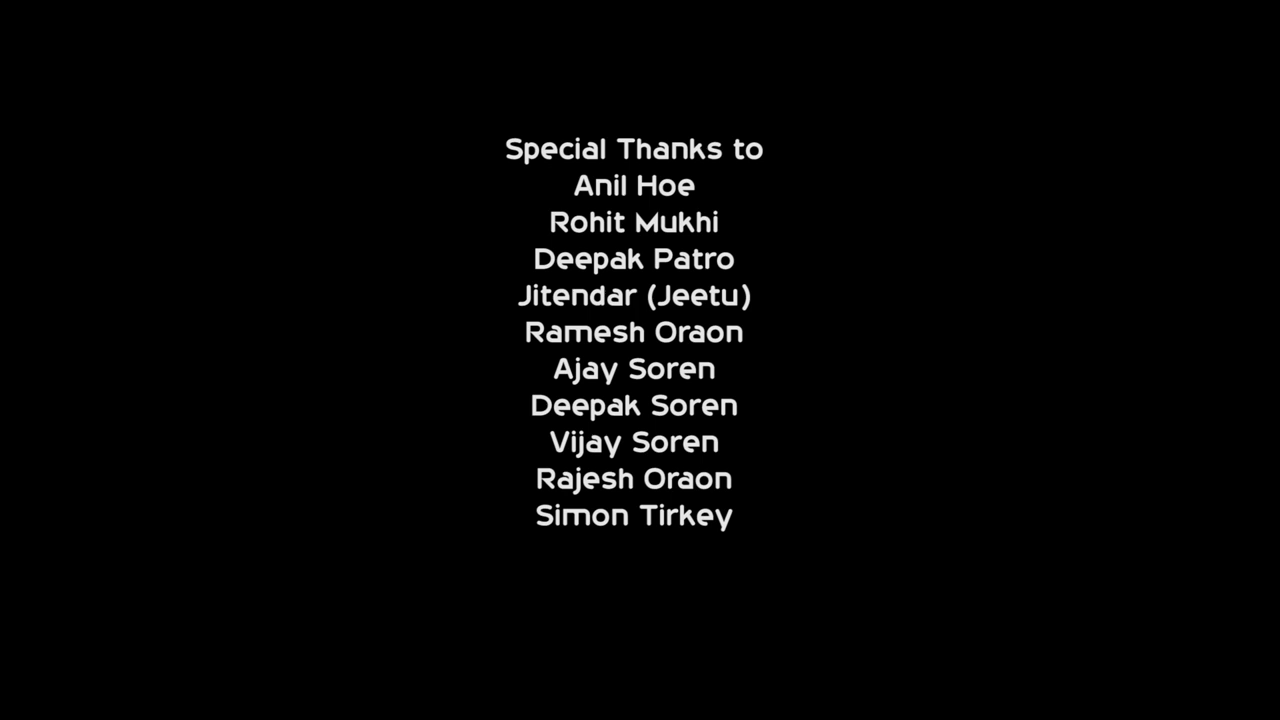 Special Thanks to
Anil Hoe
Rohit Mukhi
Deepak Patro
Jitendar (Jeetu)
Ramesh Oraon
Ajay Soren
Deepak Soren
Vijay Soren
Rajesh Oraon
Simon Tirkey